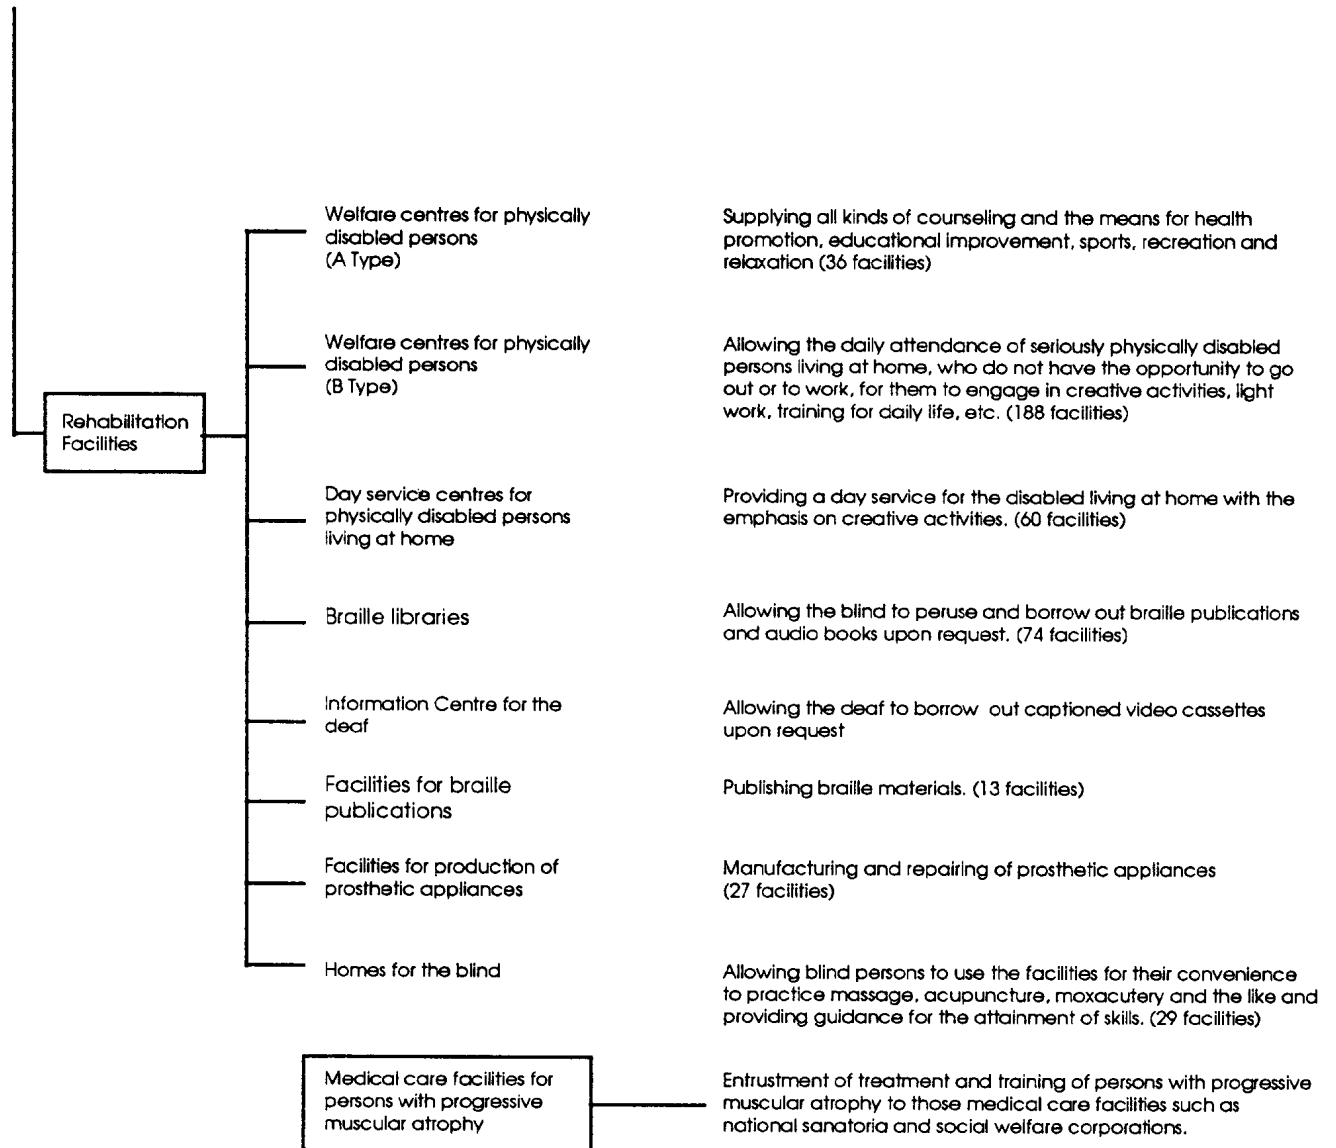 Rehabilitation
Facilities
Welfare centres for physically
disabled persons
(A Type)
Supplying all kinds of counseling and the means for health
promotion, educational improvement, sports, recreation and
relaxation (36 facilities)
Welfare centres for physically
disabled persons
(B Type)
Allowing the daily attendance of seriously physically disabled
persons living at home, who do not have the opportunity to go
out or to work, for them to engage in creative activities, light
work, training for daily life, etc. (188 facilities)
Day service centres for
physically disabled persons
living at home
Providing a day service for the disabled living at home with the
emphasis on creative activities. (60 facilities)
Braille libraries
Allowing the blind to peruse and borrow out braille publications
and audio books upon request. (74 facilities)
Information Centre for the
deaf
Allowing the deaf to borrow out captioned video cassettes
upon request
Facilities for braille
publications
Publishing braille materials. (13 facilities)
Facilities for production of
prosthetic appliances
Manufacturing and repairing of prosthetic appliances
(27 facilities)
Homes for the blind
Allowing blind persons to use the facilities for their convenience
to practice massage, acupuncture, moxacutery and the like and
providing guidance for the attainment of skills. (29 facilities)
Medical care facilities for
persons with progressive
muscular atrophy
Entrustment of treatment and training of persons with progressive
muscular atrophy to those medical care facilities such as
national sanatoria and social welfare corporations.